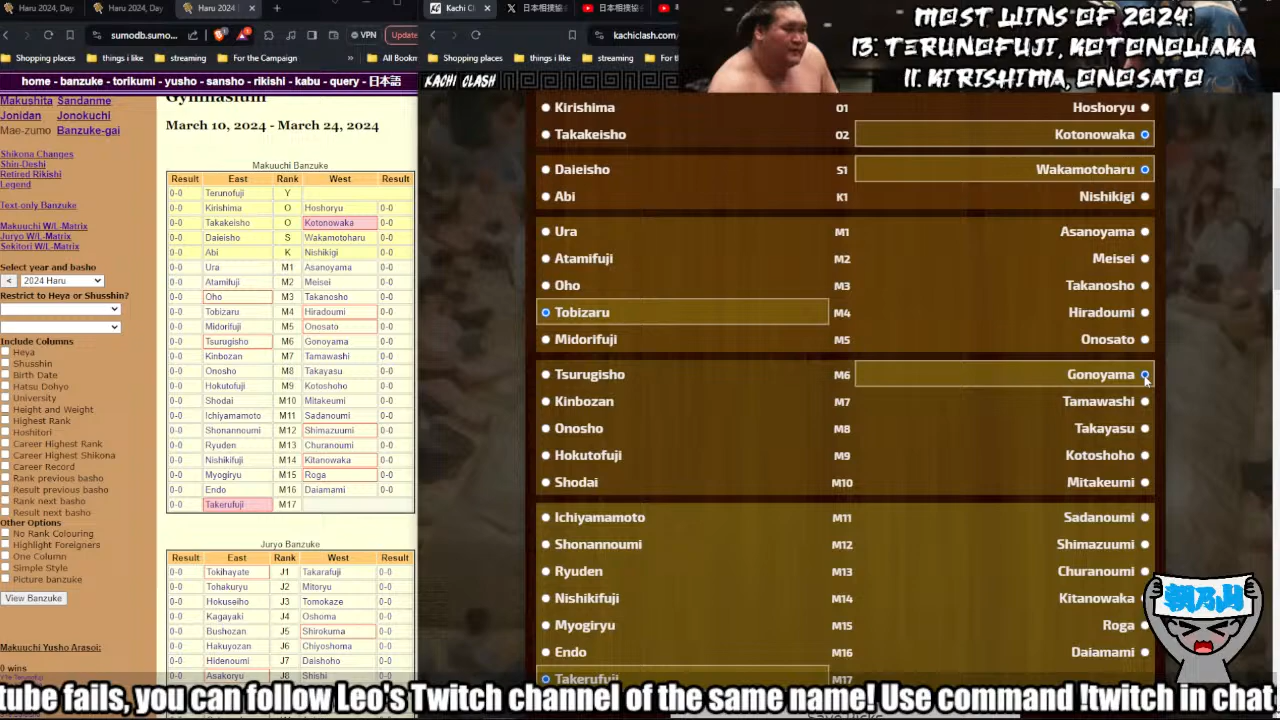 Haru 2024, Day
Haru 2024, Day
Haru 2024 |
Kachi Cl
日本相撲協
日本相撲協
sumodb.sumo...
VPN
Update
kachiclash.com
Shopping places
things i like
streaming
For the Campaign
All Bookm
Shopping places
things i like
streaming
MOST WINS OF 2024:
13: TERUNOFUJI, KOTONOWAKA
11. KIRISHIMA, ONOSATO
home - banzuke - torikumi - yusho - sansho - rikishi - kabu - query - 日本語
KACHI CLASH
Makushita Sandanme
Jonidan Jonokuchi
Mae-zumo Banzuke-gai
Shikona Changes
Shin-Deshi
Retired Rikishi
Legend
Text-only Banzuke
Makuuchi W/L-Matrix
Juryo W/L-Matrix
Sekitori W/L-Matrix
Select year and basho
< 2024 Haru
Restrict to Heya or Shusshin?
Include Columns
Heya
Shusshin
Birth Date
Hatsu Dohyo
University
Height and Weight
Highest Rank
Hoshitori
Career Highest Rank
Career Highest Shikona
Career Record
Rank previous basho
Result previous basho
Rank next basho
Result next basho
Other Options
No Rank Colouring
Highlight Foreigners
One Column
Simple Style
Picture banzuke
View Banzuke
Makuuchi Yusho Arasoi:
0 wins
Gymnasium
March 10, 2024 - March 24, 2024
Makuuchi Banzuke
Result East Rank West Result
0-0 Terunofuji Y
0-0 Kirishima O Hoshoryu 0-0
0-0 Takakeisho O Kotonowaka 0-0
0-0 Daieisho S Wakamotoharu 0-0
0-0 Abi K Nishikigi 0-0
0-0 Ura M1 Asanoyama 0-0
0-0 Atamifuji M2 Meisei 0-0
0-0 Oho M3 Takanosho 0-0
0-0 Tobizaru M4 Hiradoumi 0-0
0-0 Midorifuji M5 Onosato 0-0
0-0 Tsurugisho M6 Gonoyama 0-0
0-0 Kinbozan M7 Tamawashi 0-0
0-0 Onosho M8 Takayasu 0-0
0-0 Hokutofuji M9 Kotoshoho 0-0
0-0 Shodai M10 Mitakeumi 0-0
0-0 Ichiyamamoto M11 Sadanoumi 0-0
0-0 Shonannoumi M12 Shimazuumi 0-0
0-0 Ryuden M13 Churanoumi 0-0
0-0 Nishikifuji M14 Kitanowaka 0-0
0-0 Myogiryu M15 Roga 0-0
0-0 Endo M16 Daiamami 0-0
0-0 Takerufuji M17
Juryo Banzuke
Result East Rank West Result
0-0 Tokihayate J1 Takarafuji 0-0
0-0 Tohakuryu J2 Mitoryu 0-0
0-0 Hokuseiho J3 Tomokaze 0-0
0-0 Kagayaki J4 Oshoma 0-0
0-0 Bushozan J5 Shirokuma 0-0
0-0 Hakuyozan J6 Chiyoshoma 0-0
0-0 Hidenoumi J7 Daishoho 0-0
0-0 Asakoryu J8 Shishi 0-0
Kirishima O1 Hoshoryu
Takakeisho O2 Kotonowaka
Daieisho S1 Wakamotoharu
Abi K1 Nishikigi
Ura M1 Asanoyama
Atamifuji M2 Meisei
Oho M3 Takanosho
Tobizaru M4 Hiradoumi
Midorifuji M5 Onosato
Tsurugisho M6 Gonoyama
Kinbozan M7 Tamawashi
Onosho M8 Takayasu
Hokutofuji M9 Kotoshoho
Shodai M10 Mitakeumi
Ichiyamamoto M11 Sadanoumi
Shonannoumi M12 Shimazuumi
Ryuden M13 Churanoumi
Nishikifuji M14 Kitanowaka
Myogiryu M15 Roga
Endo M16 Daiamami
Takerufuji M17
朝乃山
tube fails, you can follow Leo's Twitch channel of the same name! Use command !twitch in chat
Save Picks